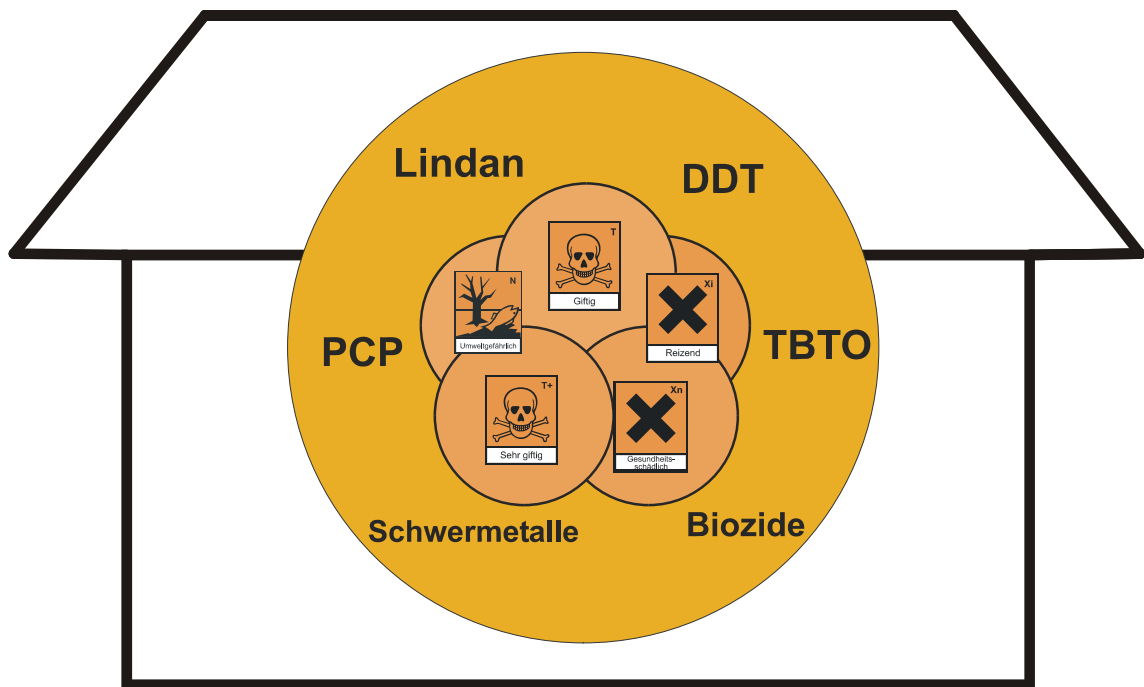 Lindan
DDT
T
Giftig
N
Umweltgefährlich
Xi
Reizend
PCP
TBTO
T+
Sehr giftig
Xn
Gesundheits-
schädlich
Schwermetalle
Biozide